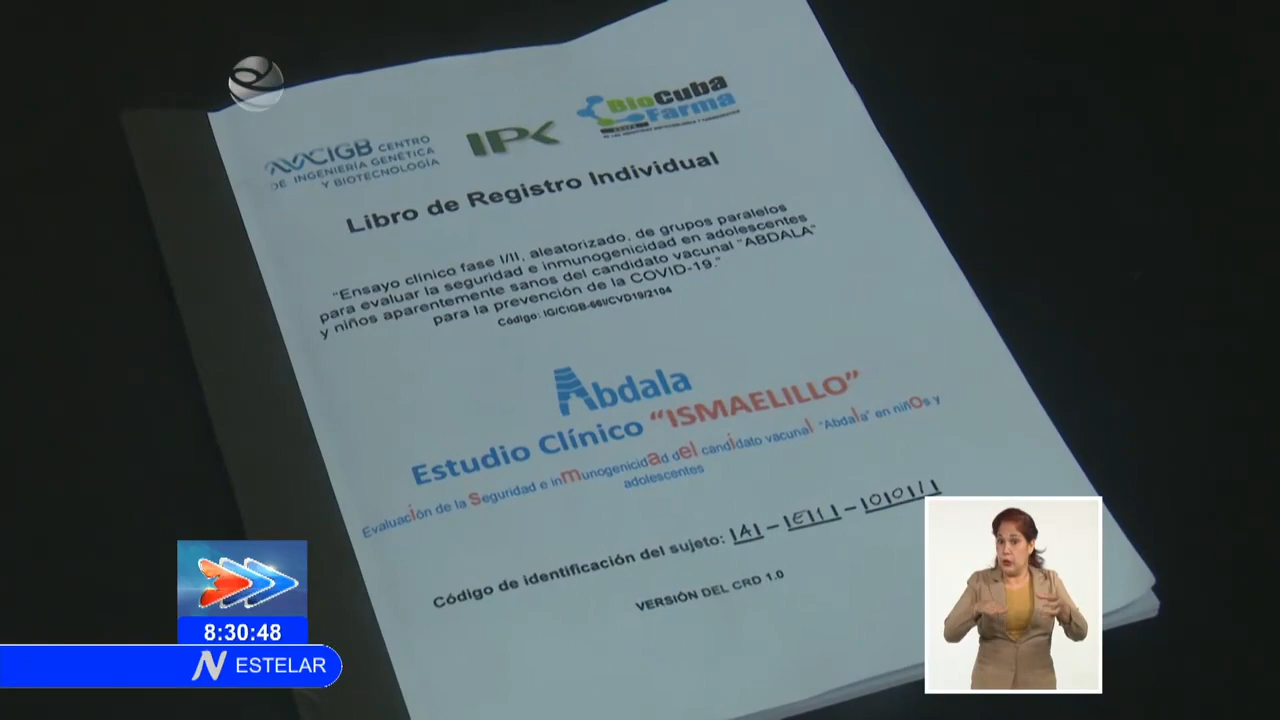 CIGB CENTRO
DE INGENIERÍA GENÉTICA
Y BIOTECNOLOGÍA
IPK
BioCuba
Farma
Libro de Registro Individual
"Ensayo clínico fase I/II, aleatorizado, de grupos paralelos
para evaluar la seguridad e inmunogenicidad en adolescentes
y niños aparentemente sanos del candidato vacunal "ABDALA"
para la prevención de la COVID-19."
Código: IG/CIGB-66I/CVD19/2104
Abdala
Estudio Clínico "ISMAELILLO"
Evaluación de la Seguridad e inmunogenicidad del candidato vacunal "Abdala" en niños y
adolescentes
Código de identificación del sujeto:
VERSIÓN DEL CRD 1.0
8:30:48
N ESTELAR